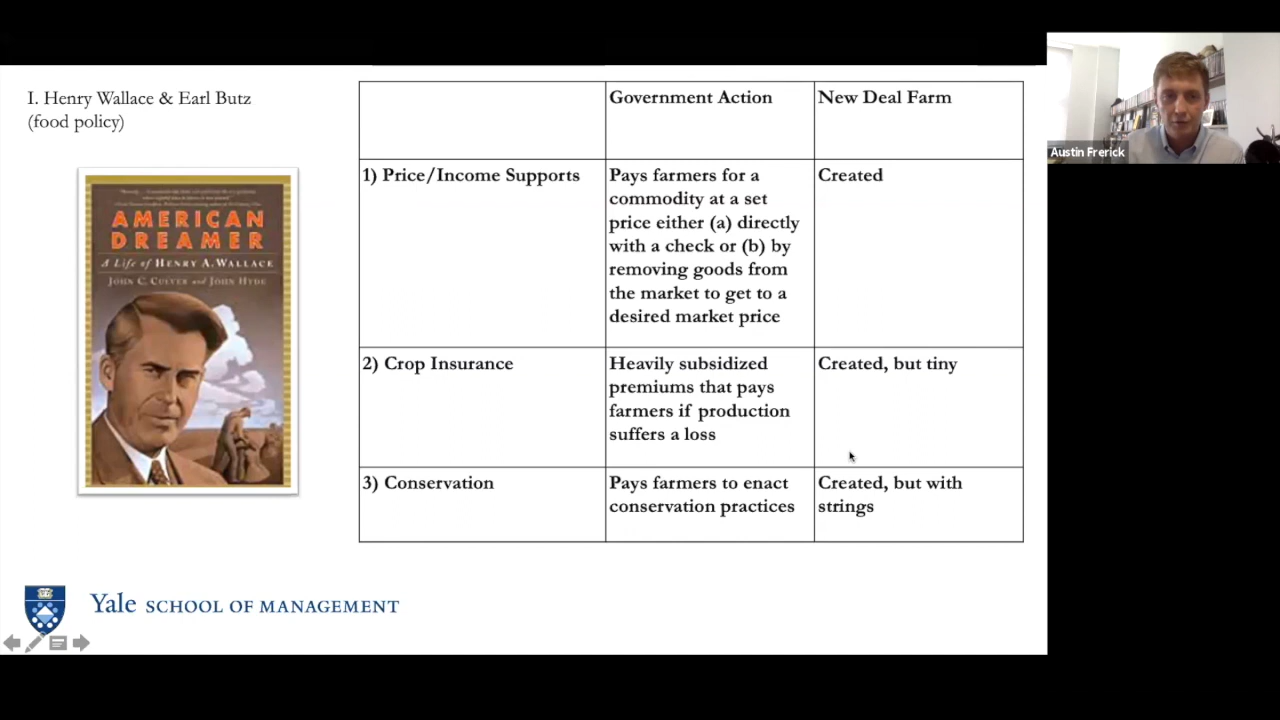 I. Henry Wallace & Earl Butz
(food policy)
AMERICAN
DREAMER
A Life of HENRY A. WALLACE
JOHN C. CULVER and JOHN HYDE
Government Action
New Deal Farm
1) Price/Income Supports
Pays farmers for a
commodity at a set
price either (a) directly
with a check or (b) by
removing goods from
the market to get to a
desired market price
Created
2) Crop Insurance
Heavily subsidized
premiums that pays
farmers if production
suffers a loss
Created, but tiny
3) Conservation
Pays farmers to enact
conservation practices
Created, but with
strings
Yale SCHOOL OF MANAGEMENT
Austin Frerick